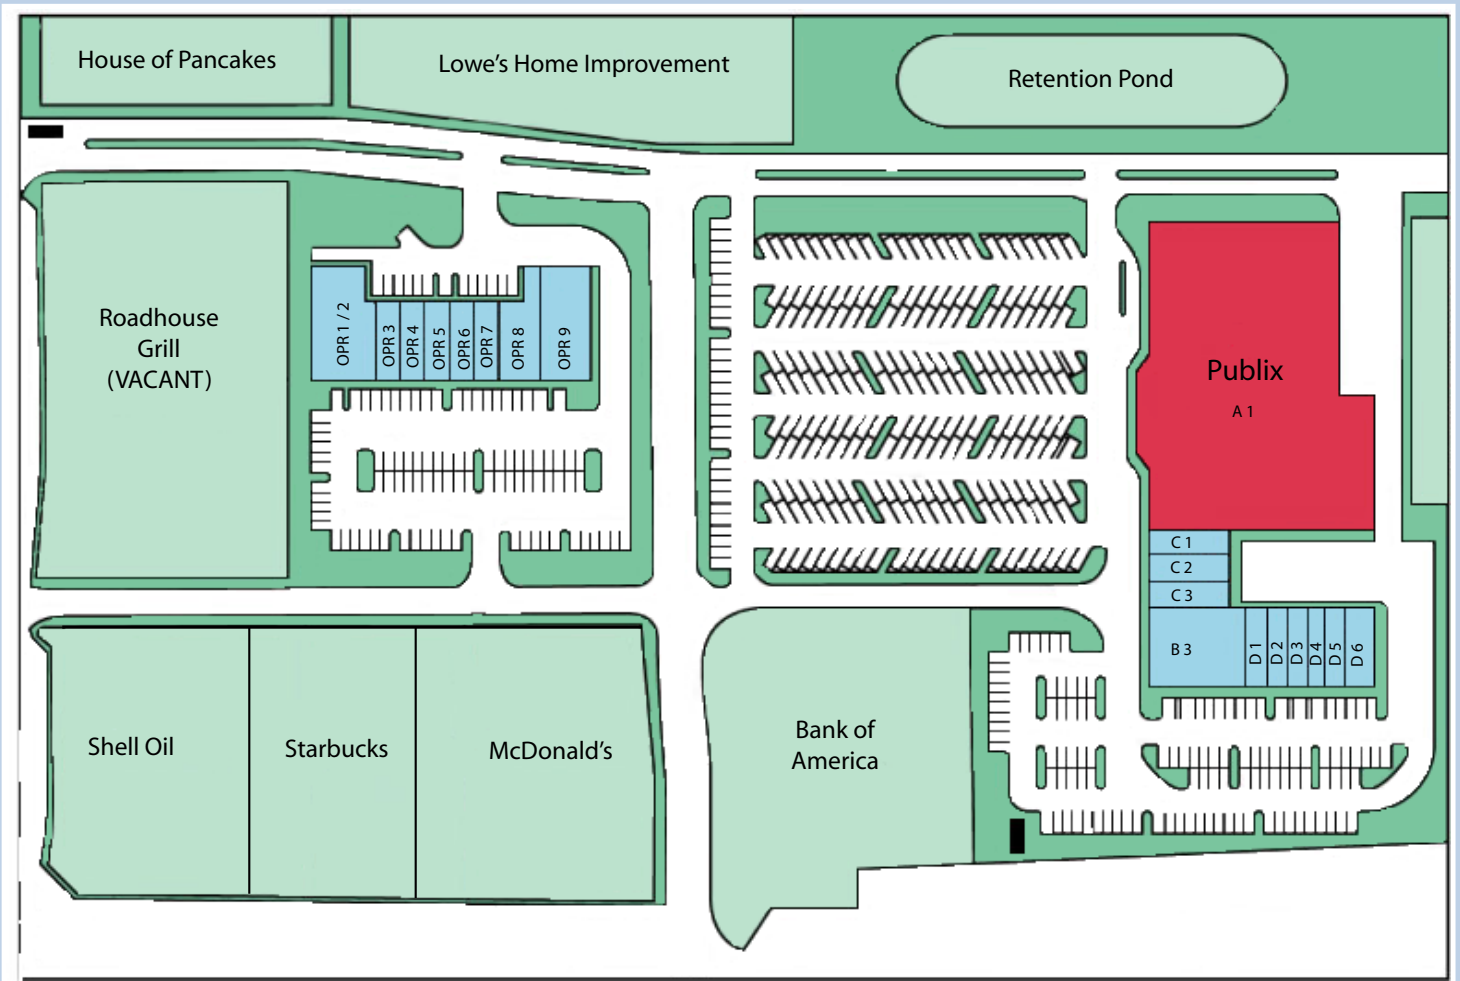 House of Pancakes
Lowe's Home Improvement
Retention Pond
Roadhouse
Grill
(VACANT)
OPR 1 / 2
OPR 3
OPR 4
OPR 5
OPR 6
OPR 7
OPR 8
OPR 9
Publix
A 1
C 1
C 2
C 3
B 3
D 1
D 2
D 3
D 4
D 5
D 6
Shell Oil
Starbucks
McDonald's
Bank of
America